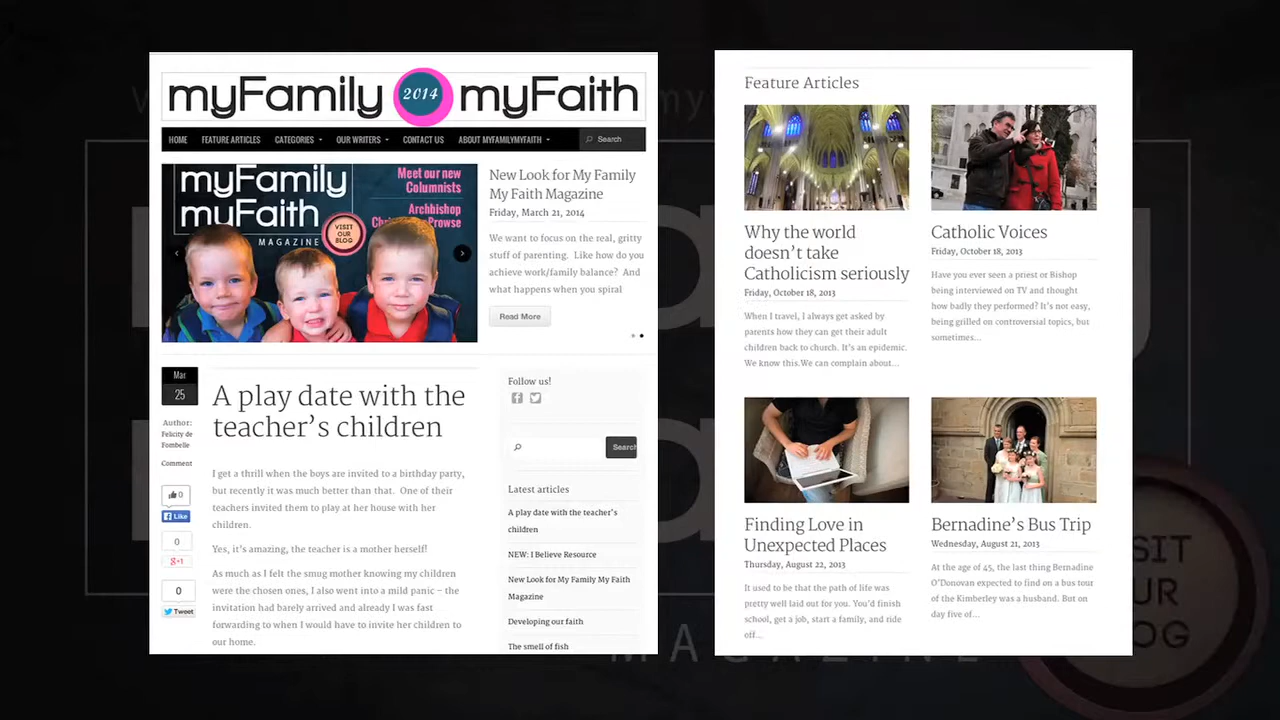 myFamily 2014 myFaith
HOME FEATURE ARTICLES CATEGORIES OUR WRITERS CONTACT US ABOUT MYFAMILYMYFAITH Search
myFamily
myFaith
MAGAZINE
VISIT
OUR
BLOG
Meet our new
Columnists
Archbishop
Prowse
New Look for My Family
My Faith Magazine
Friday, March 21, 2014
We want to focus on the real, gritty
stuff of parenting. Like how do you
achieve work/family balance? And
what happens when you spiral
Read More
Mar
25
Author:
Felicity de
Fombelle
Comment
0
Like
0
g+1
0
Tweet
A play date with the
teacher’s children
I get a thrill when the boys are invited to a birthday party,
but recently it was much better than that. One of their
teachers invited them to play at her house with her
children.
Yes, it’s amazing, the teacher is a mother herself!
As much as I felt the smug mother knowing my children
were the chosen ones, I also went into a mild panic – the
invitation had barely arrived and already I was fast
forwarding to when I would have to invite her children to
our home.
Follow us!
Search
Latest articles
A play date with the teacher’s
children
NEW: I Believe Resource
New Look for My Family My Faith
Magazine
Developing our faith
The smell of fish
Feature Articles
Why the world
doesn’t take
Catholicism seriously
Friday, October 18, 2013
When I travel, I always get asked by
parents how they can get their adult
children back to church. It’s an epidemic.
We know this.We can complain about...
Catholic Voices
Friday, October 18, 2013
Have you ever seen a priest or Bishop
being interviewed on TV and thought
how badly they performed? It’s not easy,
being grilled on controversial topics, but
sometimes...
Finding Love in
Unexpected Places
Thursday, August 22, 2013
It used to be that the path of life was
pretty well laid out for you. You’d finish
school, get a job, start a family, and ride
off...
Bernadine’s Bus Trip
Wednesday, August 21, 2013
At the age of 45, the last thing Bernadine
O’Donovan expected to find on a bus tour
of the Kimberley was a husband. But on
day five of...
MAGAZINE